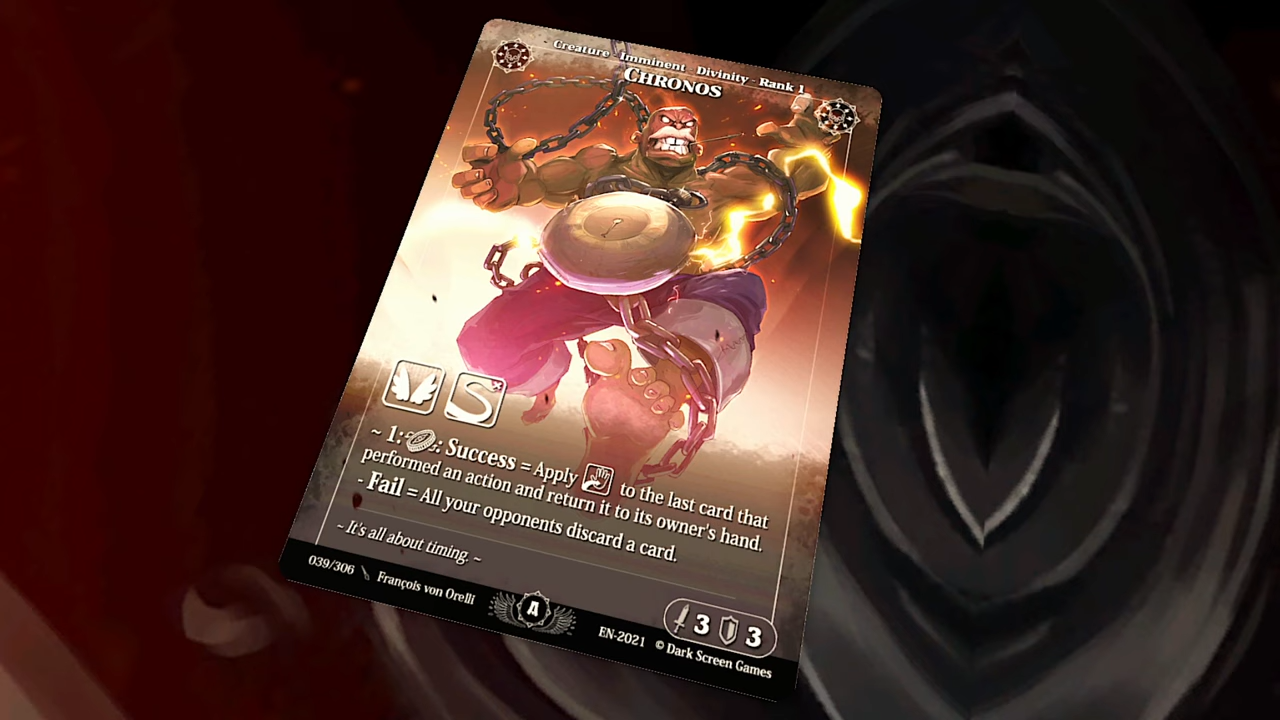 Creature - Imminent - Divinity - Rank 1
CHRONOS
~ 1: : Success = Apply to the last card that
performed an action and return it to its owner's hand.
- Fail = All your opponents discard a card.
~ It's all about timing. ~
039/306 François von Orelli A EN-2021 © Dark Screen Games
3 3